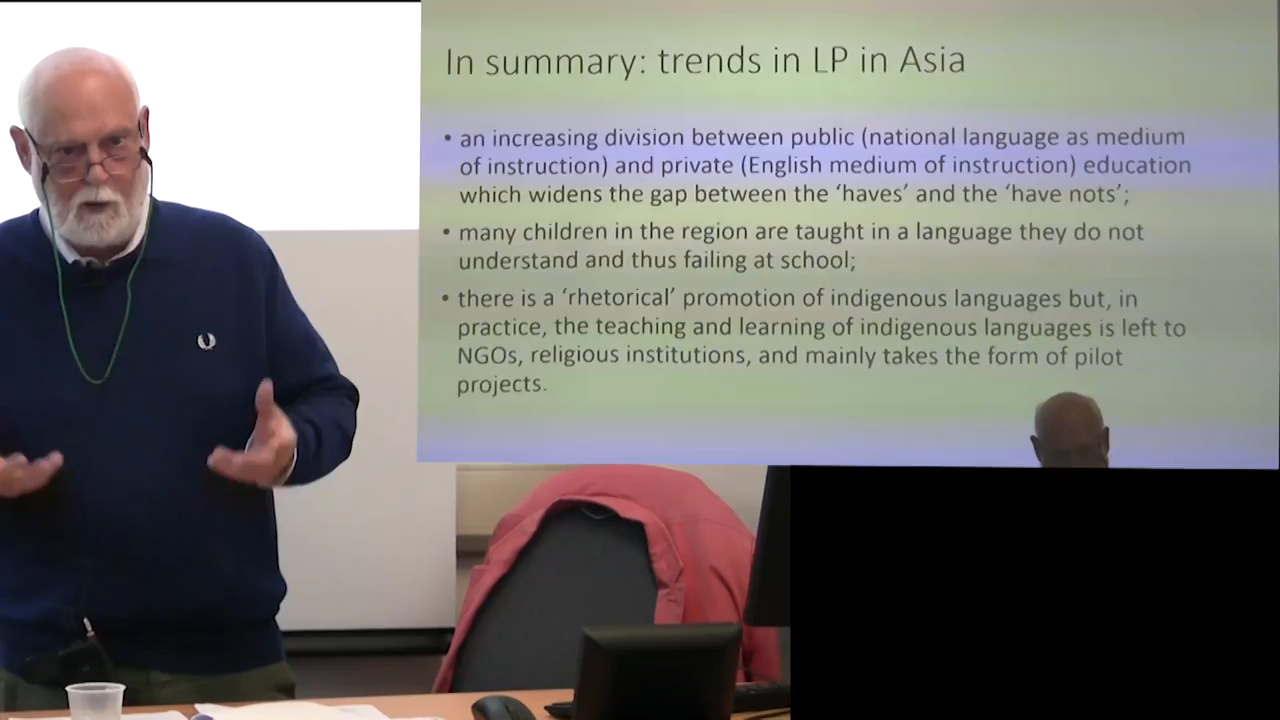 In summary: trends in LP in Asia
• an increasing division between public (national language as medium
of instruction) and private (English medium of instruction) education
which widens the gap between the ‘haves’ and the ‘have nots’;
• many children in the region are taught in a language they do not
understand and thus failing at school;
• there is a ‘rhetorical’ promotion of indigenous languages but, in
practice, the teaching and learning of indigenous languages is left to
NGOs, religious institutions, and mainly takes the form of pilot
projects.